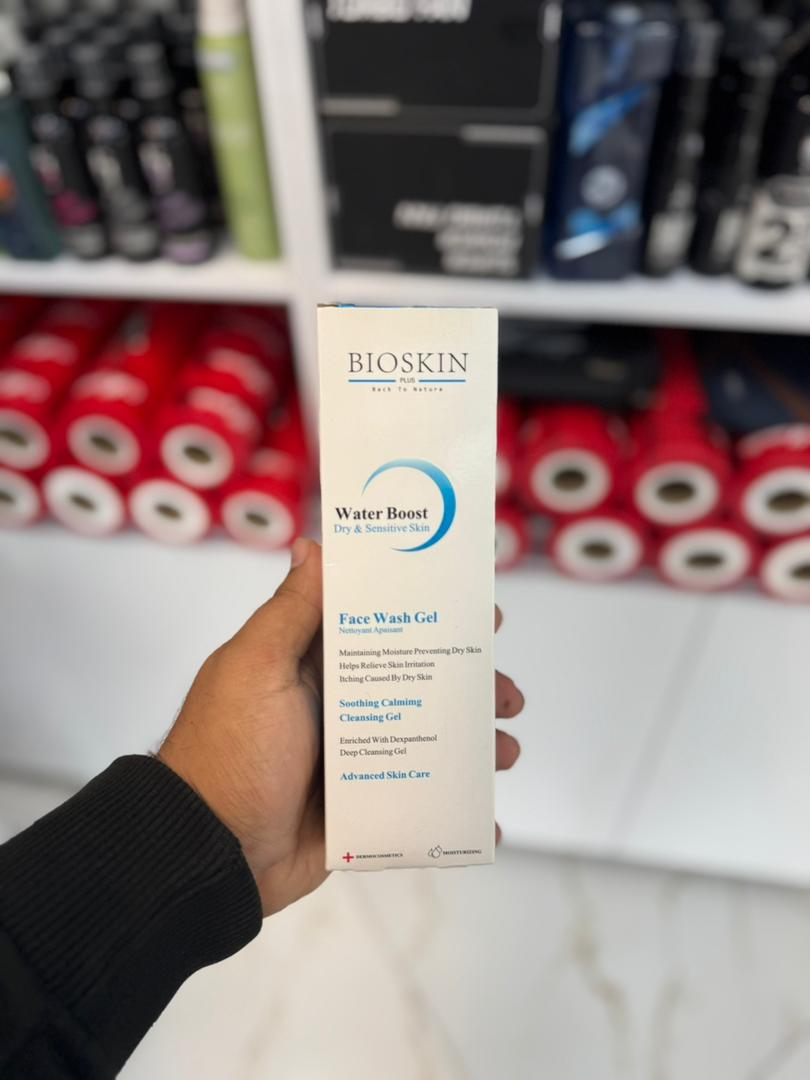 BIOSKIN
PLUS
Back To Nature
Water Boost
Dry & Sensitive Skin
Face Wash Gel
Nettoyant Apaisant
Maintaining Moisture Preventing Dry Skin
Helps Relieve Skin Irritation
Itching Caused By Dry Skin
Soothing Calmimg
Cleansing Gel
Enriched With Dexpanthenol
Deep Cleansing Gel
Advanced Skin Care
DERMOCOSMETICS
MOISTURIZING
2